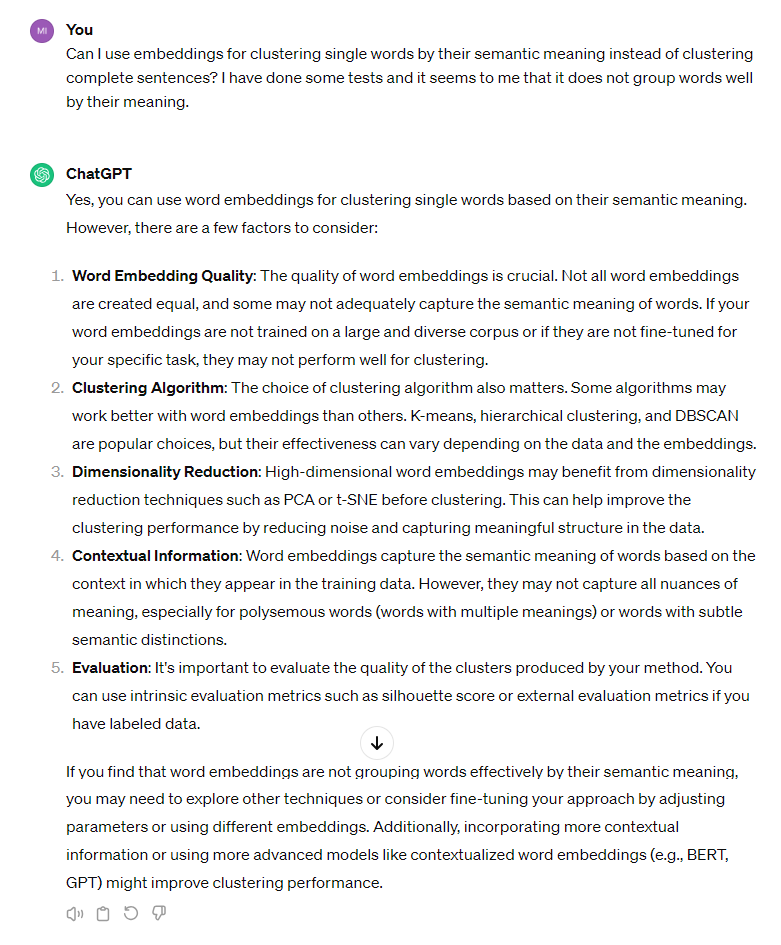 MI
You
Can I use embeddings for clustering single words by their semantic meaning instead of clustering
complete sentences? I have done some tests and it seems to me that it does not group words well
by their meaning.
ChatGPT
Yes, you can use word embeddings for clustering single words based on their semantic meaning.
However, there are a few factors to consider:
1. Word Embedding Quality: The quality of word embeddings is crucial. Not all word embeddings
are created equal, and some may not adequately capture the semantic meaning of words. If your
word embeddings are not trained on a large and diverse corpus or if they are not fine-tuned for
your specific task, they may not perform well for clustering.
2. Clustering Algorithm: The choice of clustering algorithm also matters. Some algorithms may
work better with word embeddings than others. K-means, hierarchical clustering, and DBSCAN
are popular choices, but their effectiveness can vary depending on the data and the embeddings.
3. Dimensionality Reduction: High-dimensional word embeddings may benefit from dimensionality
reduction techniques such as PCA or t-SNE before clustering. This can help improve the
clustering performance by reducing noise and capturing meaningful structure in the data.
4. Contextual Information: Word embeddings capture the semantic meaning of words based on the
context in which they appear in the training data. However, they may not capture all nuances of
meaning, especially for polysemous words (words with multiple meanings) or words with subtle
semantic distinctions.
5. Evaluation: It's important to evaluate the quality of the clusters produced by your method. You
can use intrinsic evaluation metrics such as silhouette score or external evaluation metrics if you
have labeled data.
If you find that word embeddings are not grouping words effectively by their semantic meaning,
you may need to explore other techniques or consider fine-tuning your approach by adjusting
parameters or using different embeddings. Additionally, incorporating more contextual
information or using more advanced models like contextualized word embeddings (e.g., BERT,
GPT) might improve clustering performance.